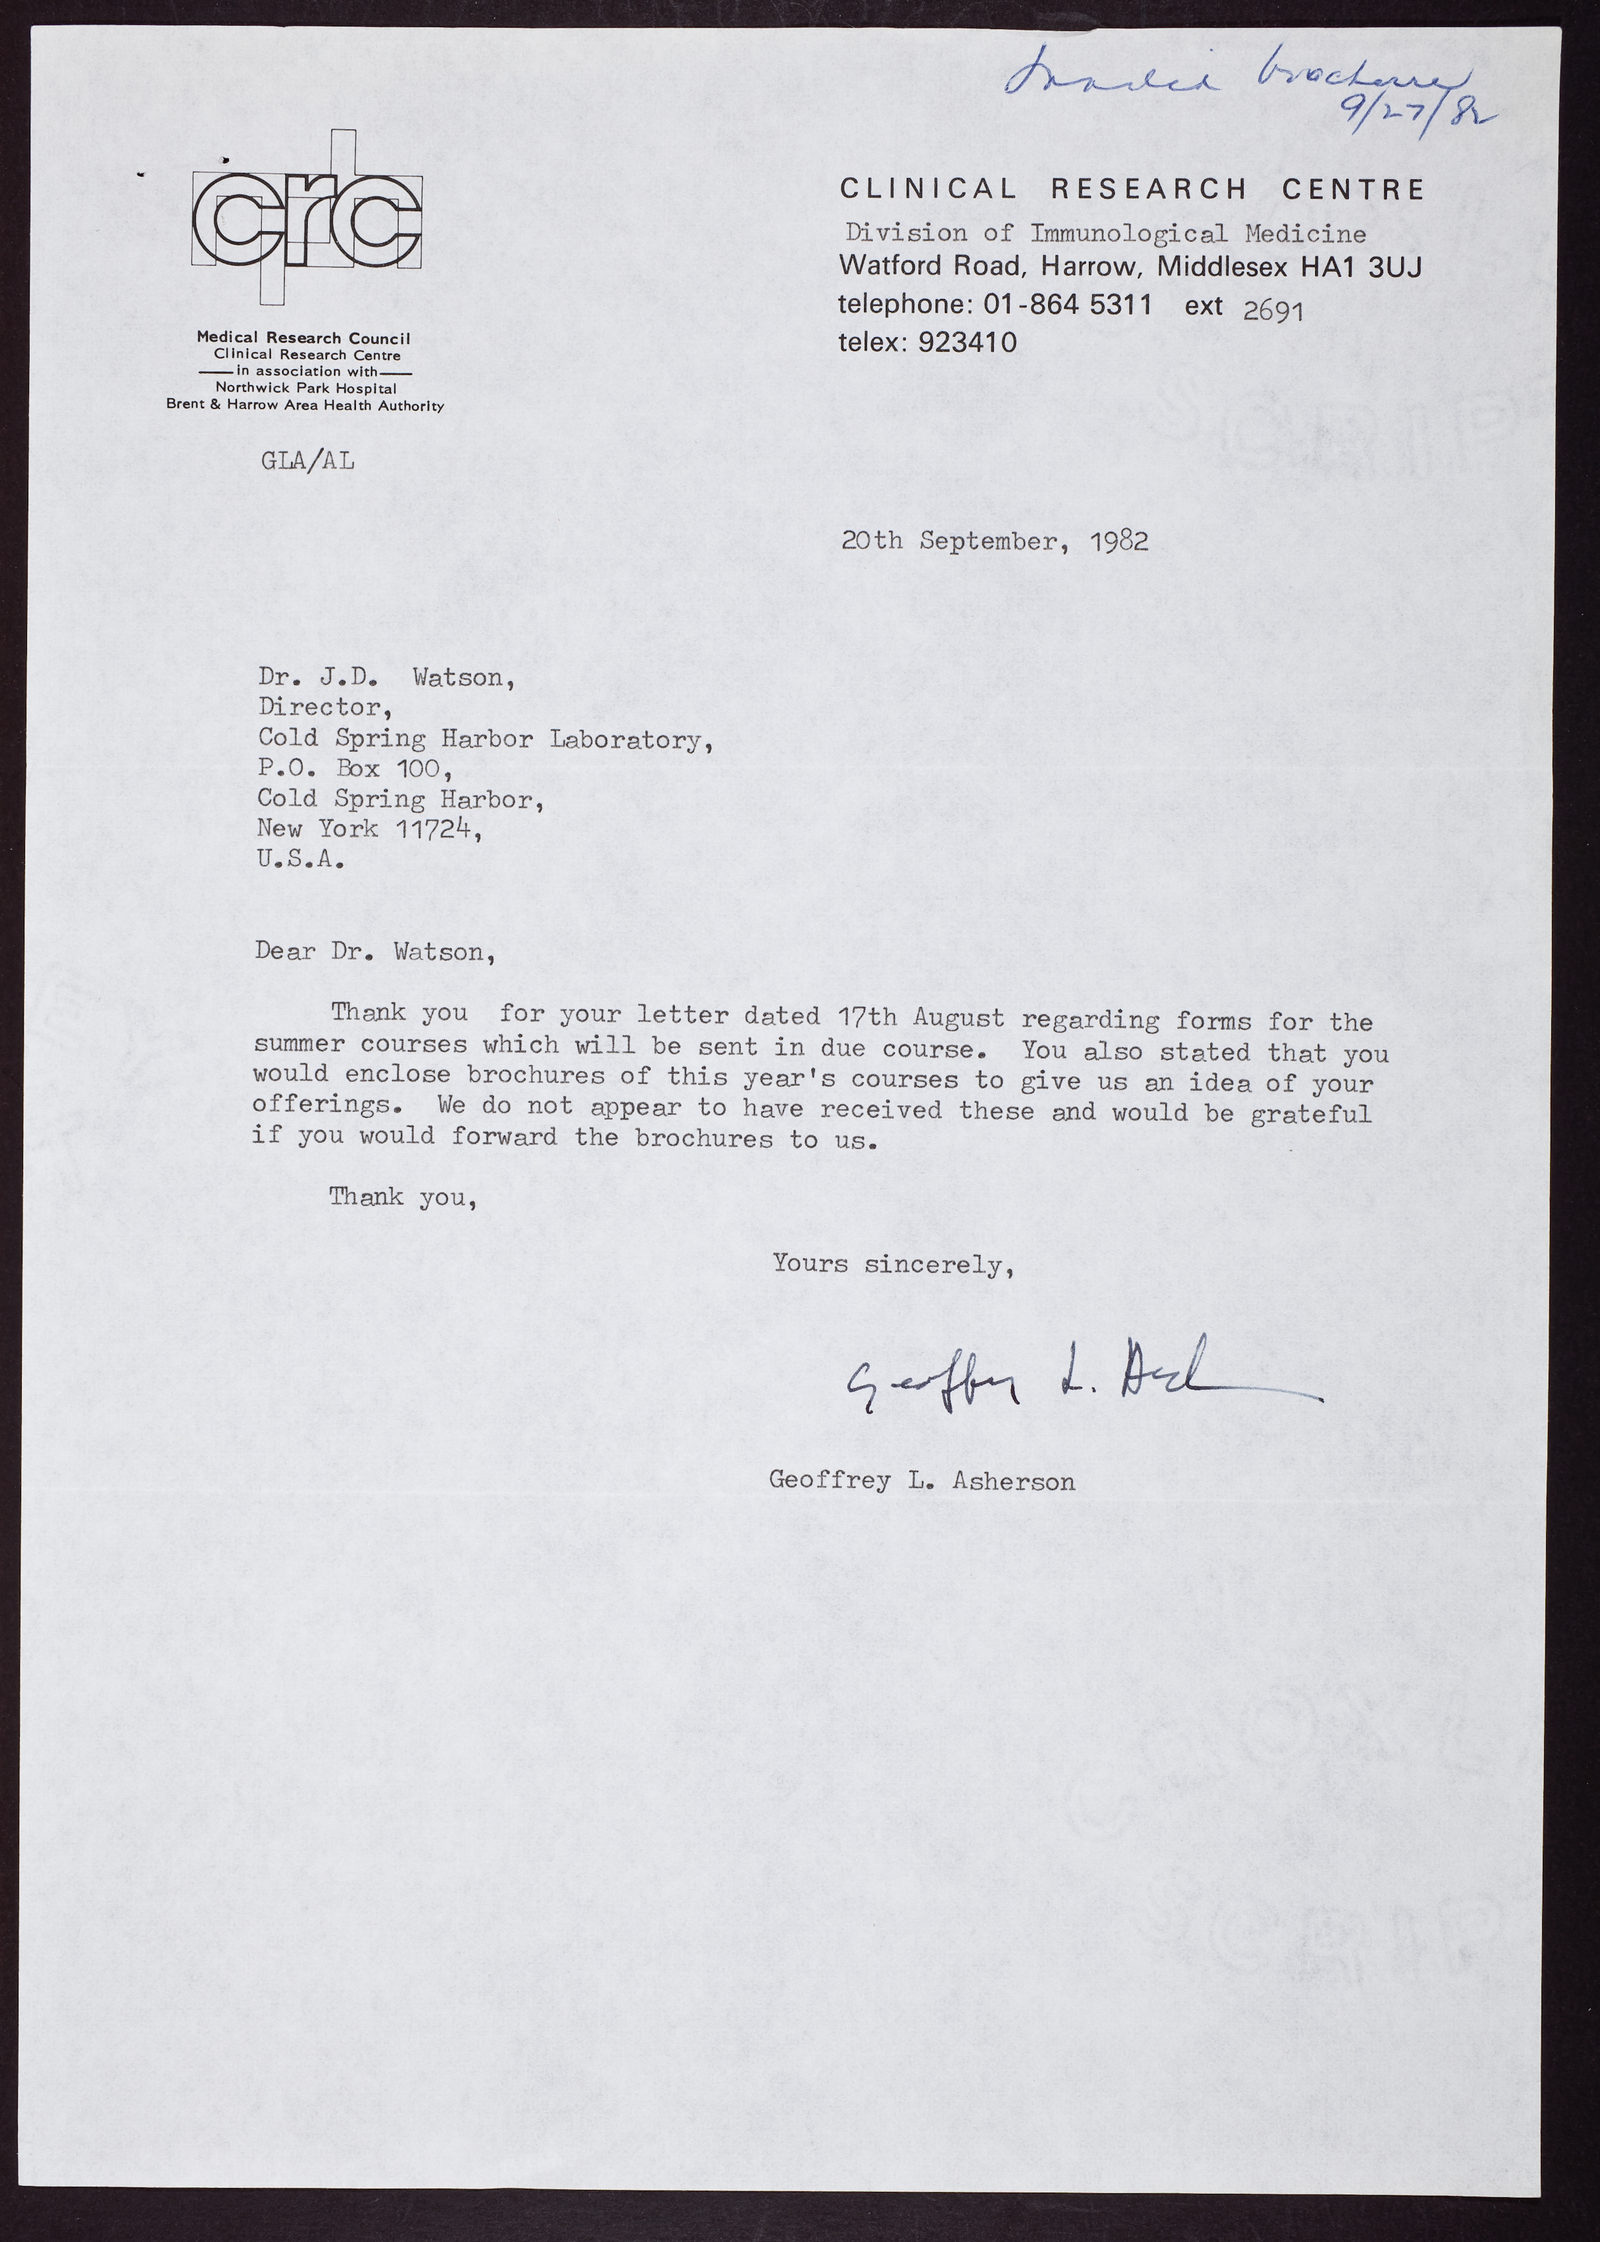 brochures
9/27/82
crc
Medical Research Council
Clinical Research Centre
in association with
Northwick Park Hospital
Brent & Harrow Area Health Authority
CLINICAL RESEARCH CENTRE
Division of Immunological Medicine
Watford Road, Harrow, Middlesex HA1 3UJ
telephone: 01-864 5311 ext 2691
telex: 923410
GLA/AL
20th September, 1982
Dr. J.D. Watson,
Director,
Cold Spring Harbor Laboratory,
P.O. Box 100,
Cold Spring Harbor,
New York 11724,
U.S.A.
Dear Dr. Watson,
Thank you for your letter dated 17th August regarding forms for the
summer courses which will be sent in due course. You also stated that you
would enclose brochures of this year's courses to give us an idea of your
offerings. We do not appear to have received these and would be grateful
if you would forward the brochures to us.
Thank you,
Yours sincerely,
Geoffrey L. Ash
Geoffrey L. Asherson